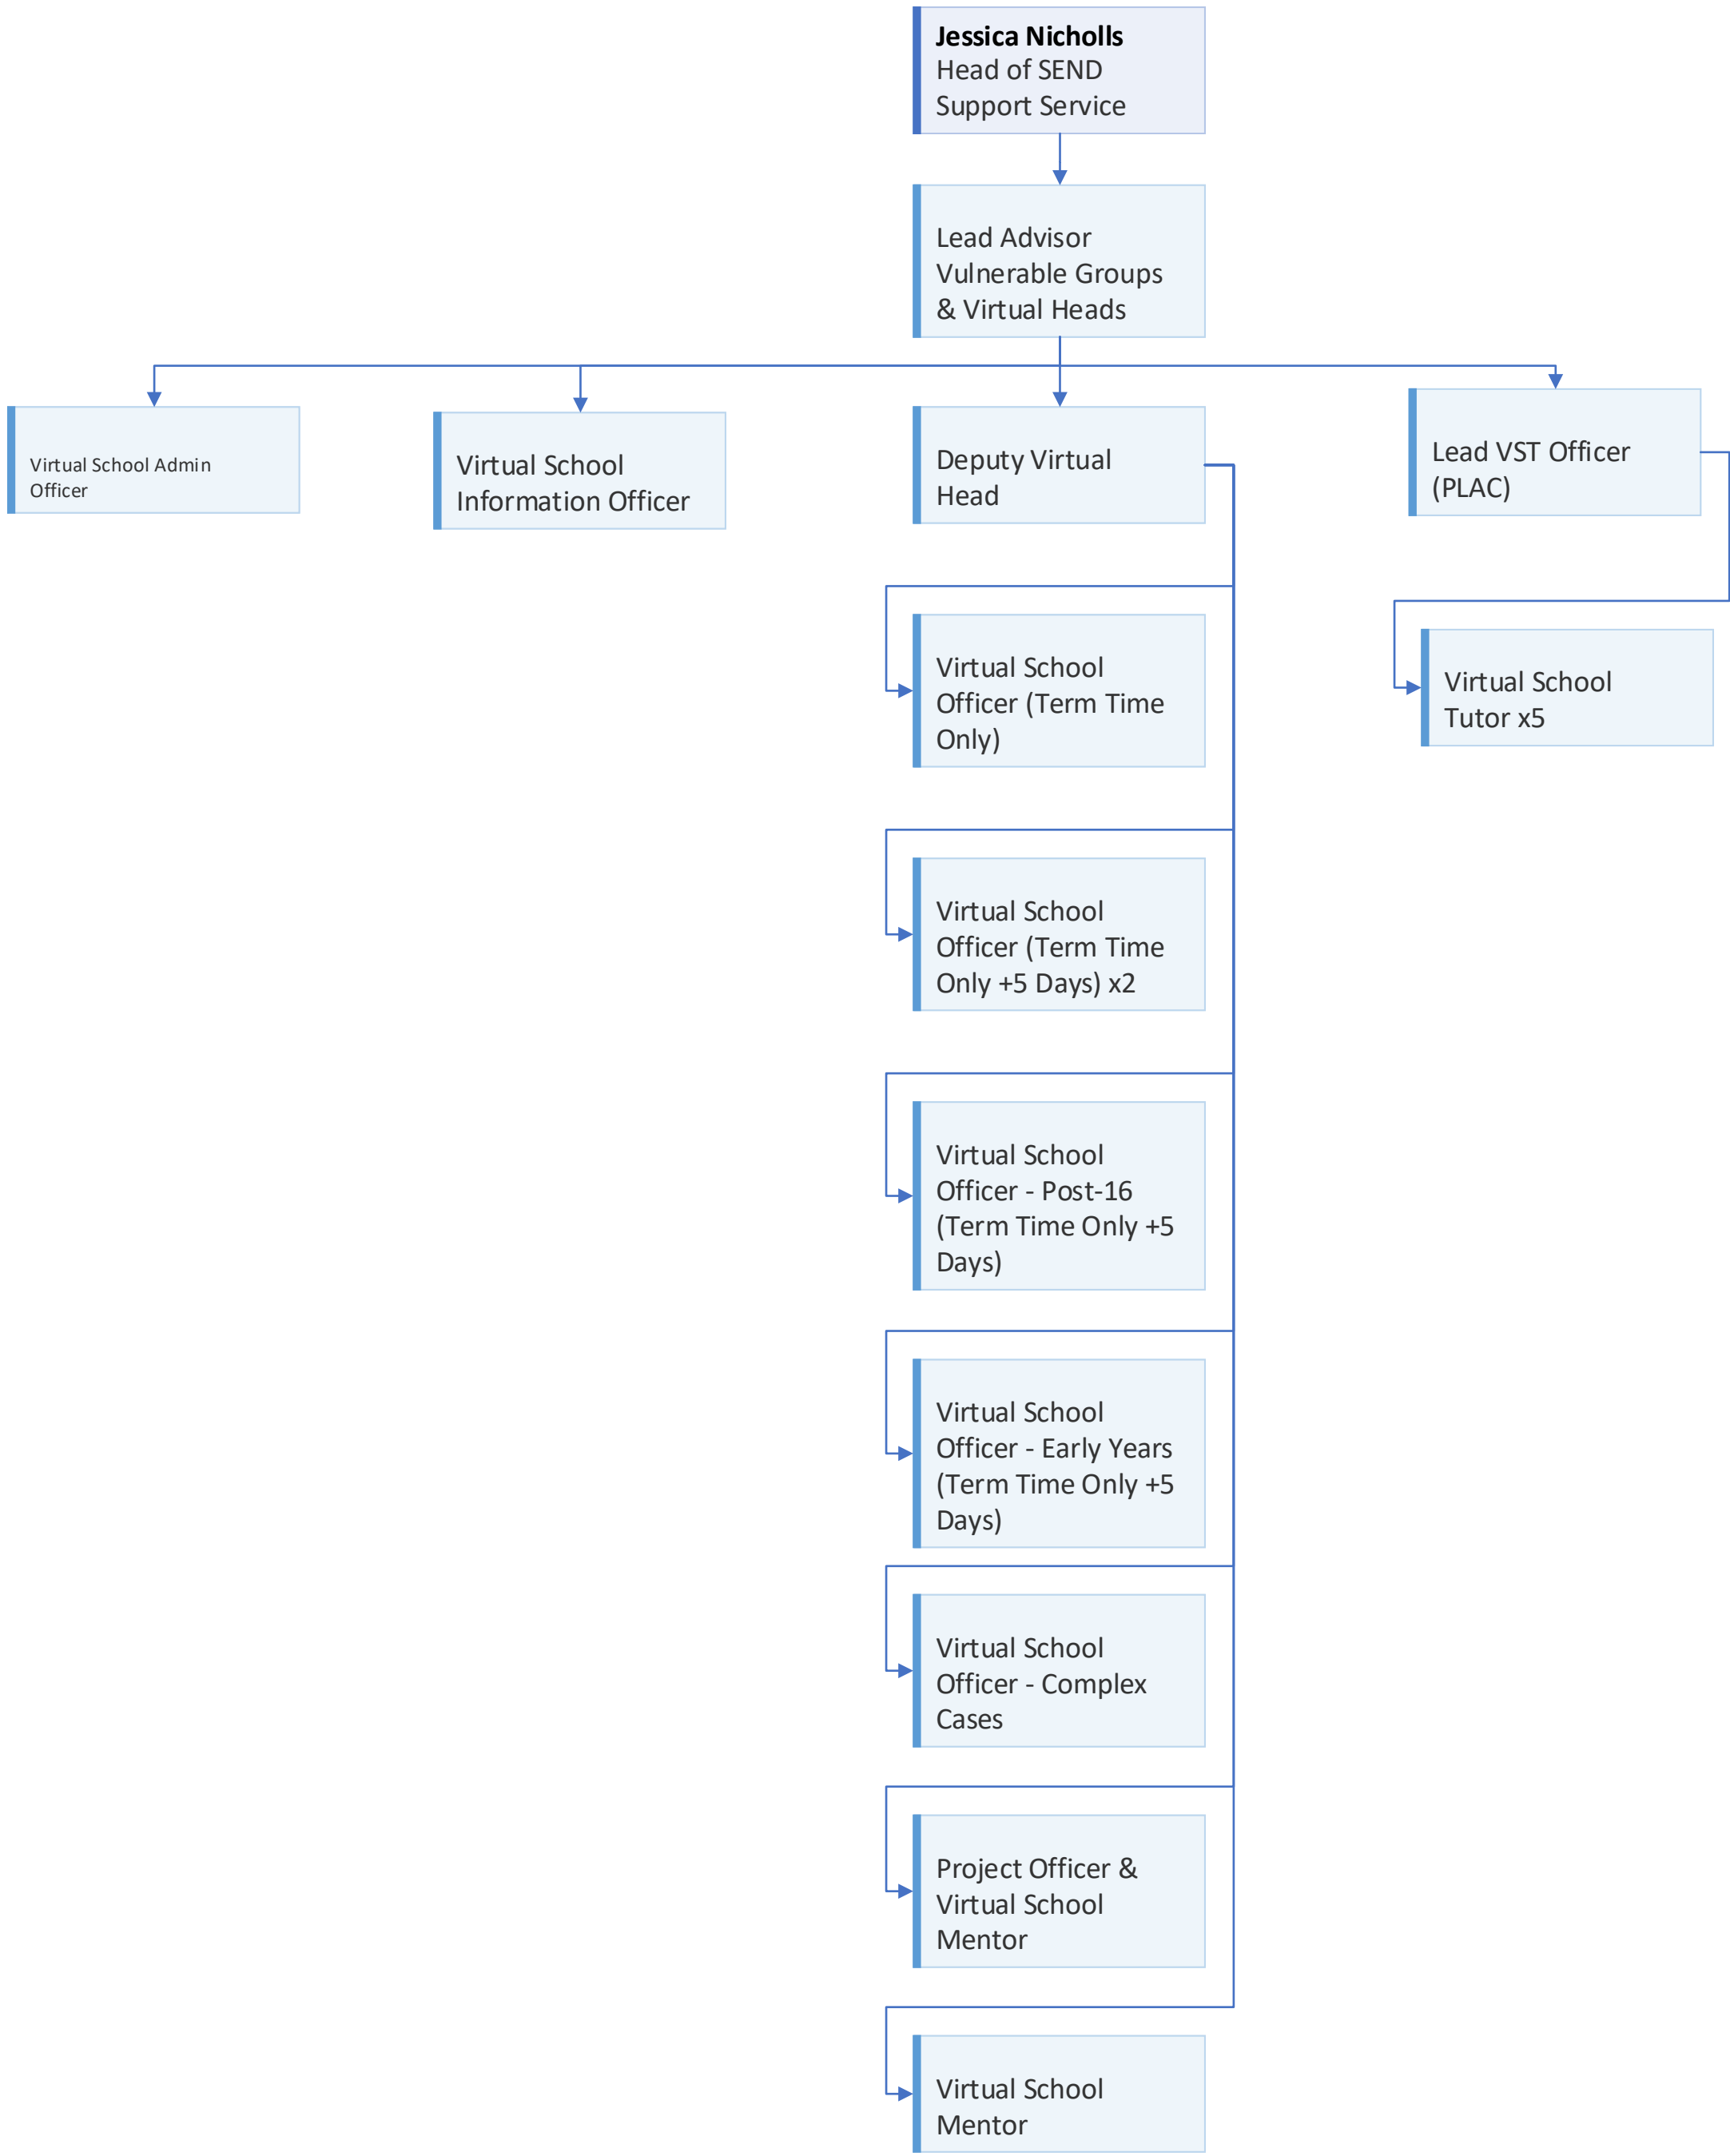 Jessica Nicholls
Head of SEND
Support Service
Lead Advisor
Vulnerable Groups
& Virtual Heads
Virtual School Admin
Officer
Virtual School
Information Officer
Deputy Virtual
Head
Lead VST Officer
(PLAC)
Virtual School
Officer (Term Time
Only)
Virtual School
Tutor x5
Virtual School
Officer (Term Time
Only +5 Days) x2
Virtual School
Officer - Post-16
(Term Time Only +5
Days)
Virtual School
Officer - Early Years
(Term Time Only +5
Days)
Virtual School
Officer - Complex
Cases
Project Officer &
Virtual School
Mentor
Virtual School
Mentor